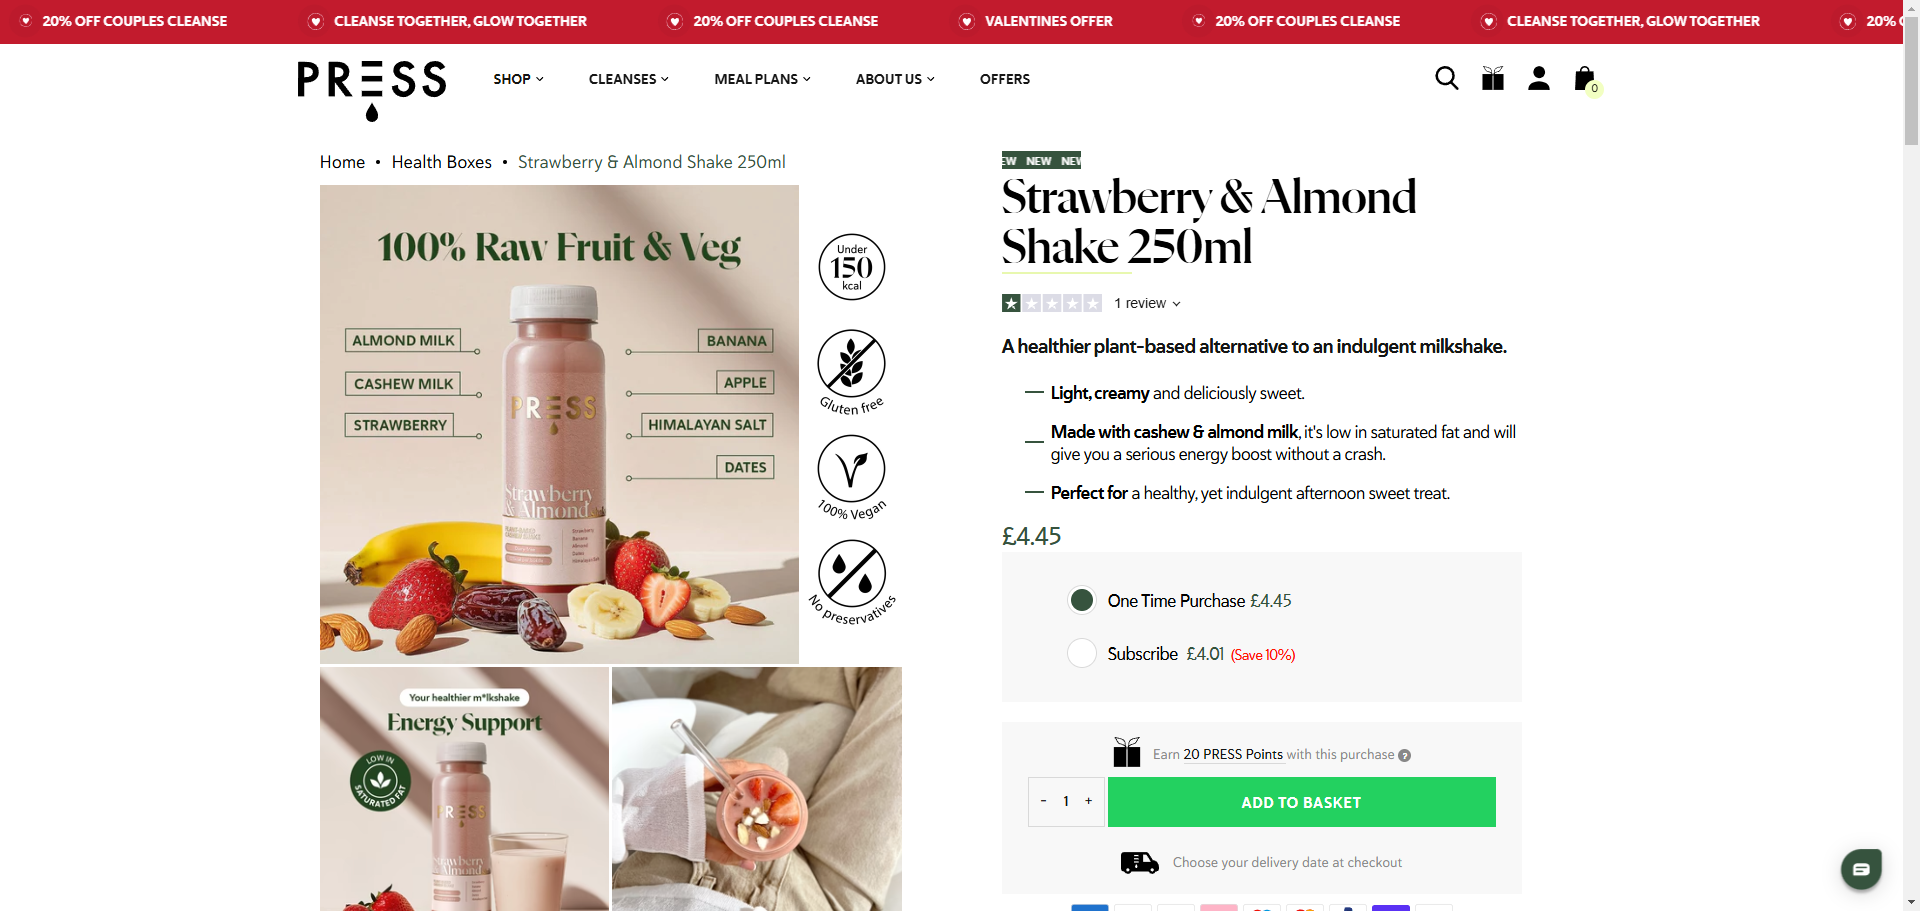 20% OFF COUPLES CLEANSE
CLEANSE TOGETHER, GLOW TOGETHER
20% OFF COUPLES CLEANSE
VALENTINES OFFER
20% OFF COUPLES CLEANSE
CLEANSE TOGETHER, GLOW TOGETHER
20%
PRESS
SHOP
CLEANSES
MEAL PLANS
ABOUT US
OFFERS
0
Home • Health Boxes • Strawberry & Almond Shake 250ml
100% Raw Fruit & Veg
ALMOND MILK
CASHEW MILK
STRAWBERRY
BANANA
APPLE
HIMALAYAN SALT
DATES
PRESS
Strawberry
& Almond
Under
150
kcal
Gluten free
100% Vegan
No preservatives
Your healthier m*lkshake
Energy Support
LOW IN
SATURATED FAT
PRESS
Strawberry
& Almond
NEW
Strawberry & Almond
Shake 250ml
1 review
A healthier plant-based alternative to an indulgent milkshake.
Light, creamy and deliciously sweet.
Made with cashew & almond milk, it's low in saturated fat and will
give you a serious energy boost without a crash.
Perfect for a healthy, yet indulgent afternoon sweet treat.
£4.45
One Time Purchase £4.45
Subscribe £4.01 (Save 10%)
Earn 20 PRESS Points with this purchase ?
- 1 +
ADD TO BASKET
Choose your delivery date at checkout